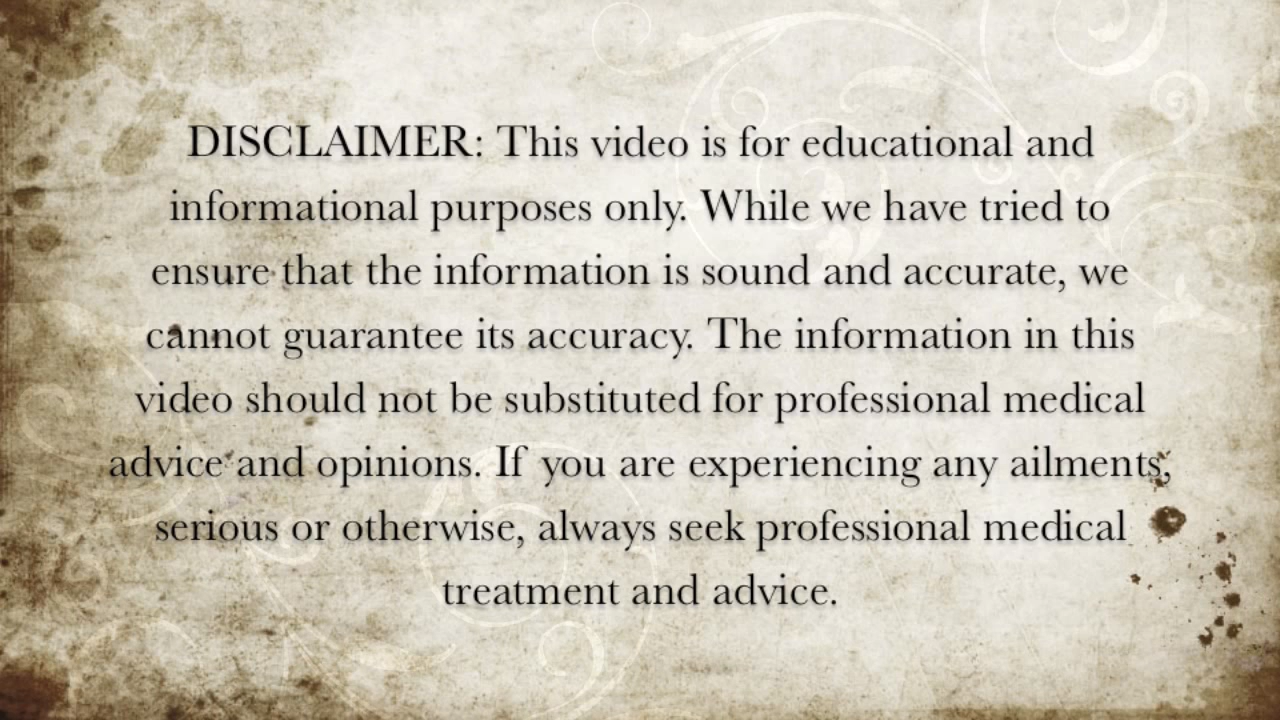 DISCLAIMER: This video is for educational and
informational purposes only. While we have tried to
ensure that the information is sound and accurate, we
cannot guarantee its accuracy. The information in this
video should not be substituted for professional medical
advice and opinions. If you are experiencing any ailments,
serious or otherwise, always seek professional medical
treatment and advice.